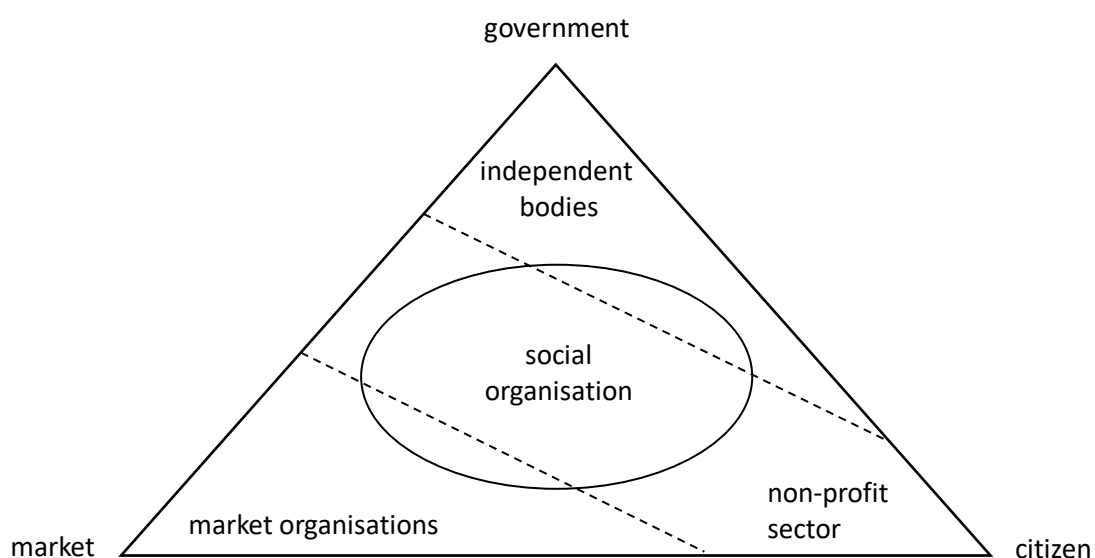 government
independent
bodies
social
organisation
non-profit
sector
market organisations
market
citizen